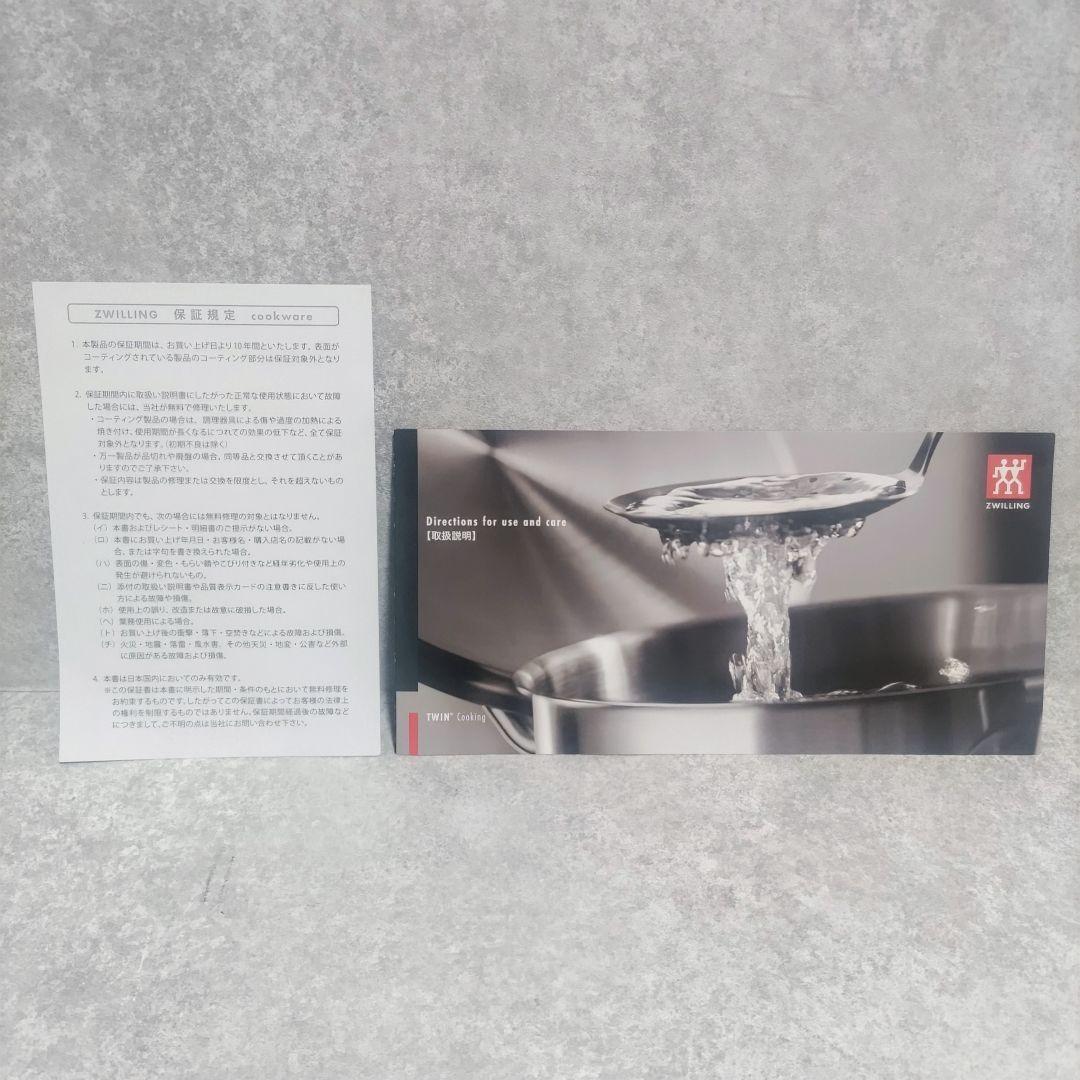 ZWILLING 保証規定 cookware
1. 本製品の保証期間は、お買い上げ日より10年間といたします。表面が
コーティングされている製品のコーティング部分は保証対象外となり
ます。
2. 保証期間内に取扱い説明書にしたがった正常な使用状態において故障
した場合には、当社が無料で修理いたします。
・コーティング製品の場合は、調理器具による傷や過度の加熱による
焼き付け、使用期間が長くなるにつれての効果の低下など、全て保証
対象外となります。(初期不良は除く)
・万一製品が品切れや廃盤の場合、同等品と交換させて頂くことがあ
りますのでご了承下さい。
・保証内容は製品の修理または交換を限度とし、それを超えないもの
とします。
3. 保証期間内でも、次の場合には無料修理の対象とはなりません。
(イ) 本書およびレシート・明細書のご提示がない場合。
(ロ) 本書にお買い上げ年月日・お客様名・購入店名の記載がない場
合、または字句を書き換えられた場合。
(ハ) 表面の傷・変色・もらい錆やこびり付きなど経年劣化や使用上の
発生が避けられないもの。
(ニ) 添付の取扱い説明書や品質表示カードの注意書きに反した使い
方による故障や損傷。
(ホ) 使用上の誤り、改造または故意に破損した場合。
(ヘ) 業務使用による場合。
(ト) お買い上げ後の衝撃・落下・空焚きなどによる故障および損傷。
(チ) 火災・地震・落雷・風水害、その他天災・地変・公害など外部
に原因がある故障および損傷。
4. 本書は日本国内においてのみ有効です。
※この保証書は本書に明示した期間・条件のもとにおいて無料修理を
お約束するものです。したがってこの保証書によってお客様の法律上
の権利を制限するものではありません。保証期間経過後の故障など
につきまして、ご不明の点は当社にお問い合わせ下さい。
Directions for use and care
【取扱説明】
ZWILLING
TWIN® Cooking